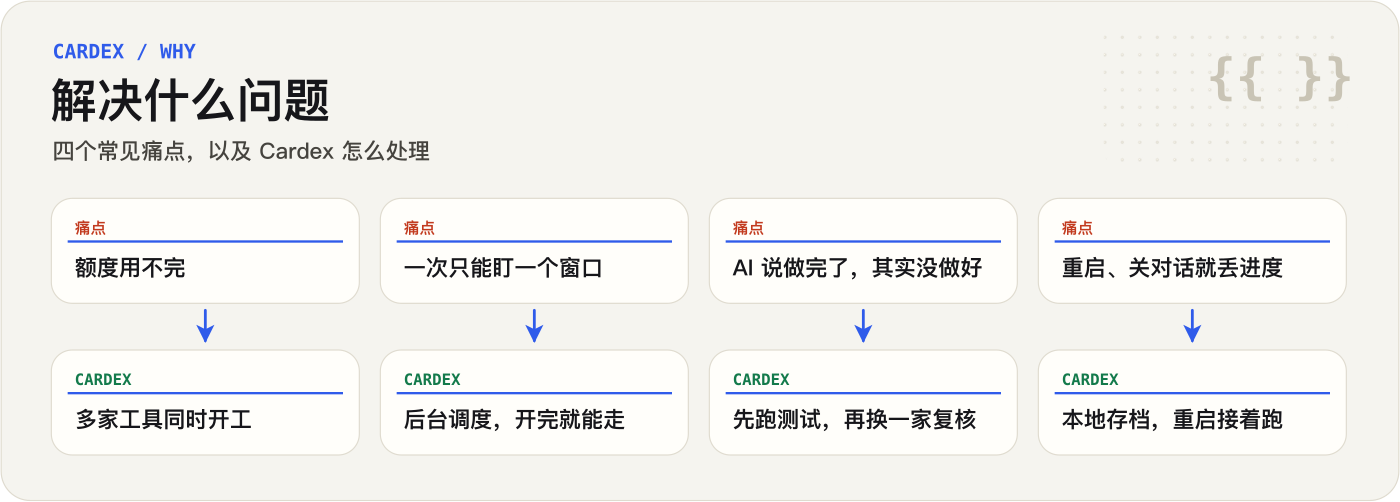 CARDEX / WHY
{{ }}
解决什么问题
四个常见痛点，以及 Cardex 怎么处理
痛点
额度用不完
痛点
一次只能盯一个窗口
痛点
AI 说做完了，其实没做好
痛点
重启、关对话就丢进度
CARDEX
多家工具同时开工
CARDEX
后台调度，开完就能走
CARDEX
先跑测试，再换一家复核
CARDEX
本地存档，重启接着跑